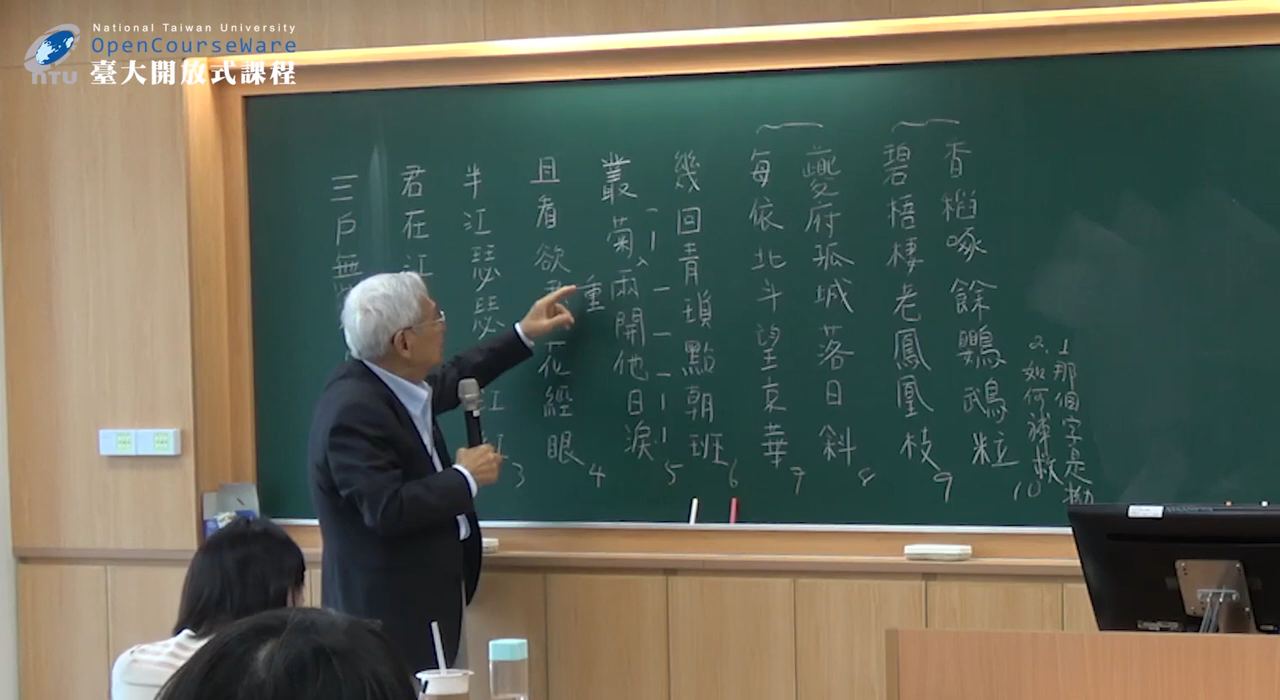 National Taiwan University
OpenCourseWare
臺大開放式課程
NTU
1. 那個字是拗
2. 如何救
香稻啄餘鸚鵡粒
10
碧梧棲老鳳凰枝
9
夔府孤城落日斜
8
每依北斗望京華
7
幾回青瑣點朝班
6
5
叢菊兩開他日淚
重
4
且看欲花經眼
3
半江瑟瑟紅
君在江
三戶無